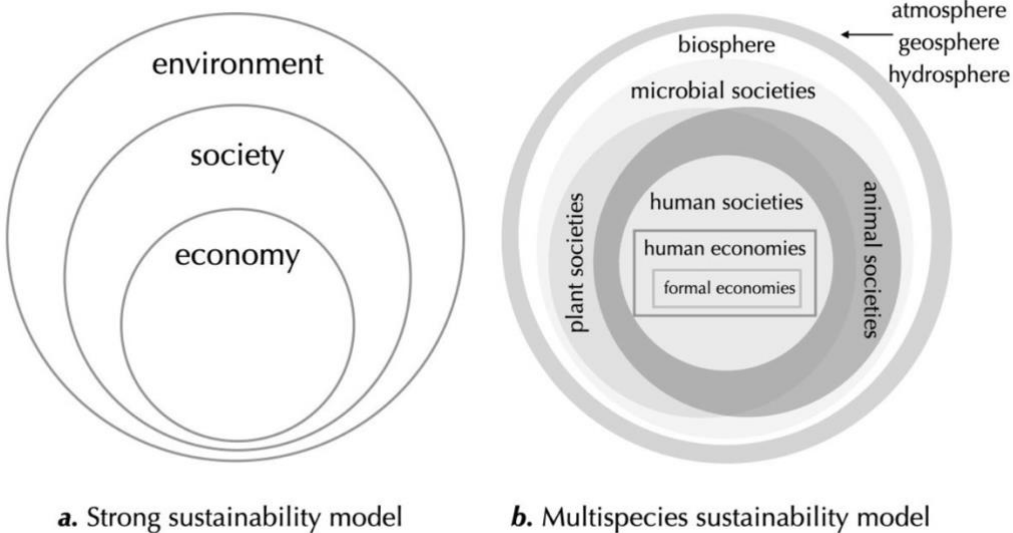 environment
society
economy
a. Strong sustainability model
atmosphere
geosphere
hydrosphere
biosphere
microbial societies
plant societies
animal societies
human societies
human economies
formal economies
b. Multispecies sustainability model